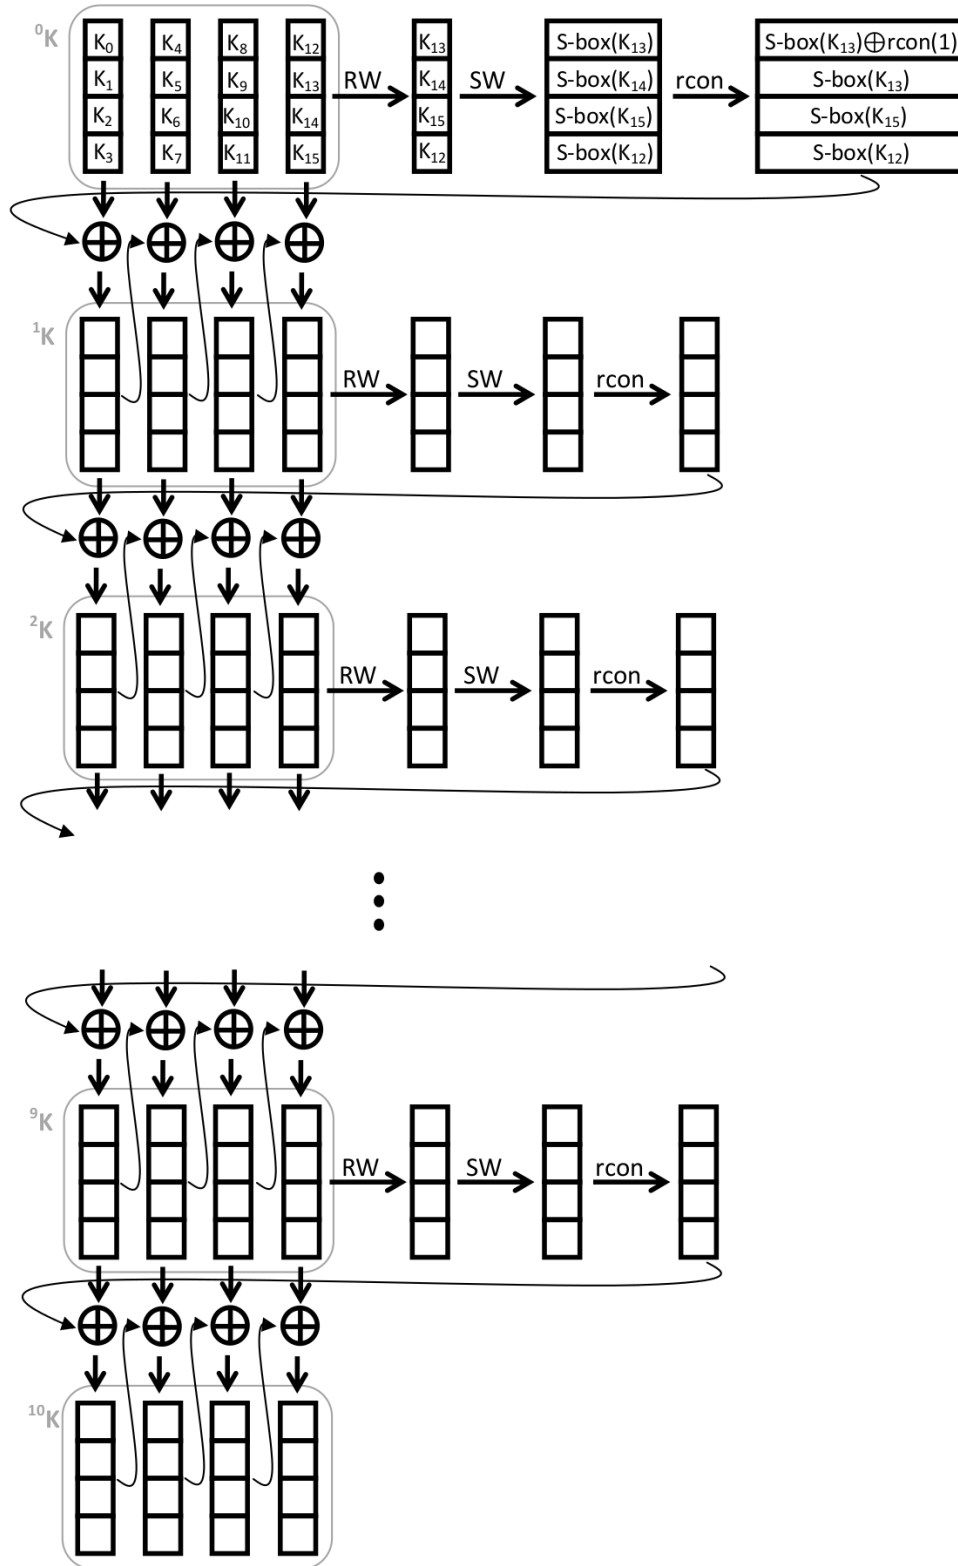 ⁰K K₀ K₄ K₈ K₁₂ K₁₃ S-box(K₁₃) S-box(K₁₃)⊕rcon(1)
K₁ K₅ K₉ K₁₃ RW K₁₄ SW S-box(K₁₄) rcon S-box(K₁₃)
K₂ K₆ K₁₀ K₁₄ K₁₅ S-box(K₁₅) S-box(K₁₅)
K₃ K₇ K₁₁ K₁₅ K₁₂ S-box(K₁₂) S-box(K₁₂)
¹K
RW SW rcon
²K
RW SW rcon
⁹K
RW SW rcon
¹⁰K